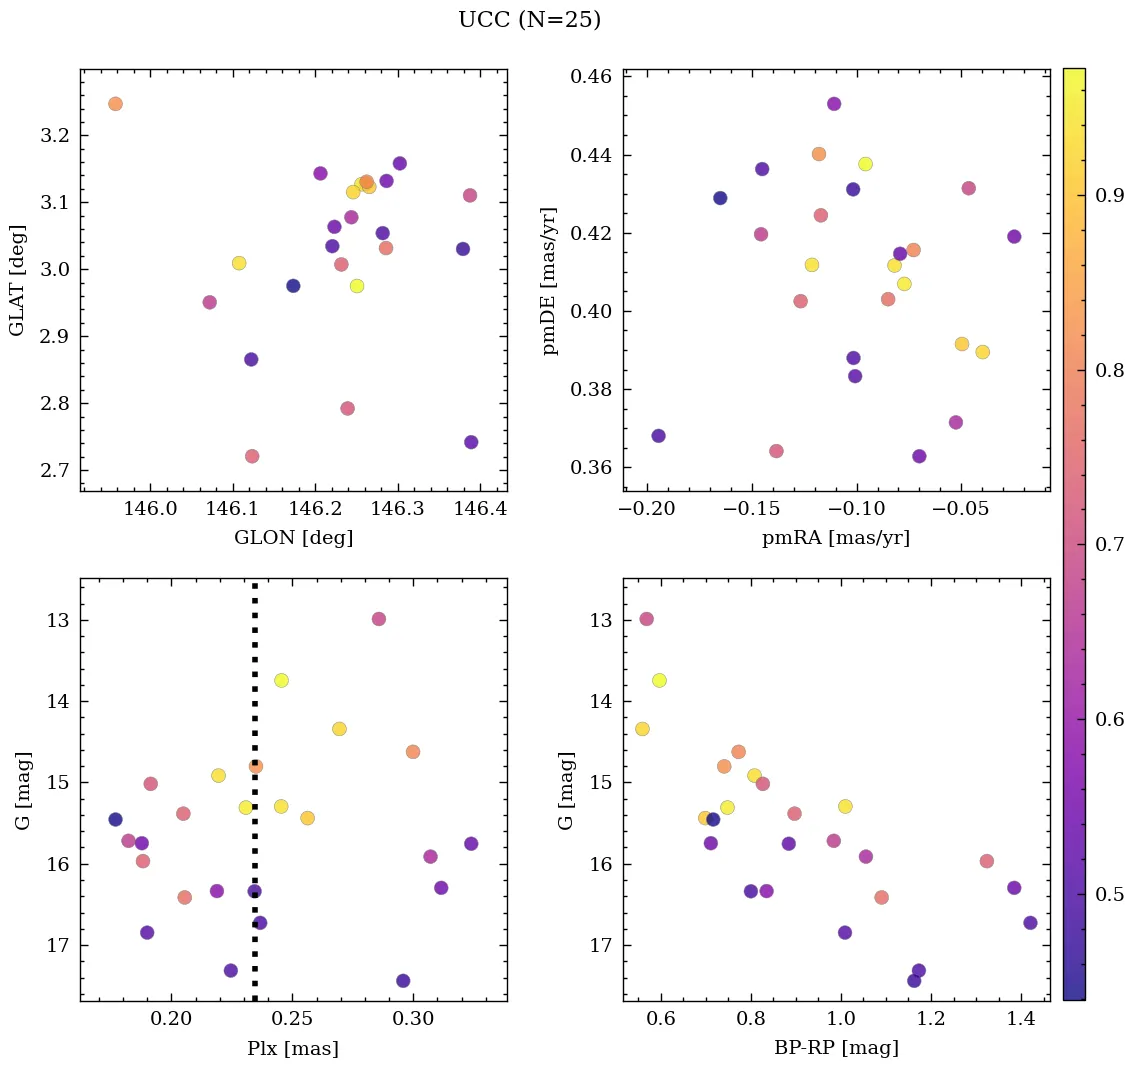 UCC (N=25)
3.2
3.1
3.0
2.9
2.8
2.7
GLAT [deg]
146.0 146.1 146.2 146.3 146.4
GLON [deg]
0.46
0.44
0.42
0.40
0.38
0.36
pmDE [mas/yr]
−0.20 −0.15 −0.10 −0.05
pmRA [mas/yr]
0.9
0.8
0.7
0.6
0.5
13
14
15
16
17
G [mag]
0.20 0.25 0.30
Plx [mas]
13
14
15
16
17
G [mag]
0.6 0.8 1.0 1.2 1.4
BP-RP [mag]